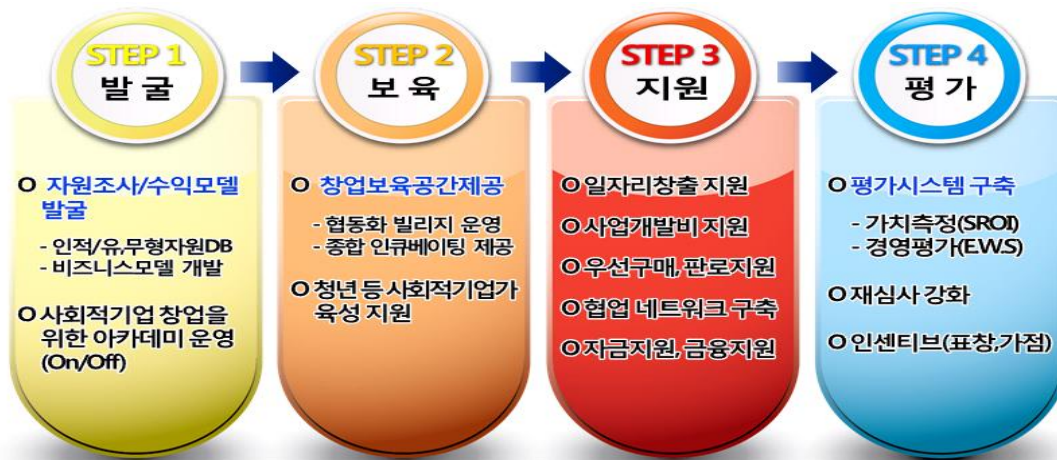 STEP 1
발 굴
O 자원조사/수익모델
발굴
- 인적/유,무형자원DB
- 비즈니스모델 개발
O 사회적기업 창업을
위한 아카데미 운영
(On/Off)
STEP 2
보 육
O 창업보육공간제공
- 협동화 빌리지 운영
- 종합 인큐베이팅 제공
O 청년 등 사회적기업가
육성 지원
STEP 3
지원
O 일자리창출 지원
O 사업개발비 지원
O 우선구매, 판로지원
O 협업 네트워크 구축
O 자금지원, 금융지원
STEP 4
평 가
O 평가시스템 구축
- 가치측정(SROI)
- 경영평가(E.W.S)
O 재심사 강화
O 인센티브(표창,가점)